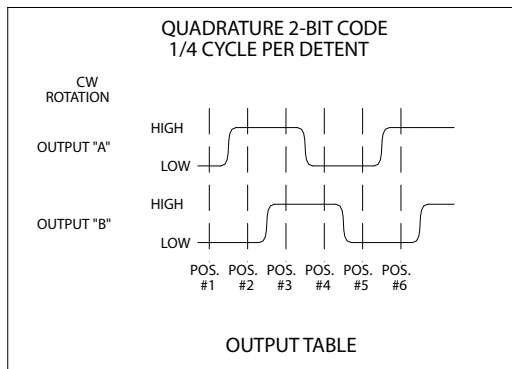 QUADRATURE 2-BIT CODE
1/4 CYCLE PER DETENT
CW
ROTATION
HIGH
OUTPUT "A"
LOW
HIGH
OUTPUT "B"
LOW
POS. POS. POS. POS. POS. POS.
#1 #2 #3 #4 #5 #6
OUTPUT TABLE